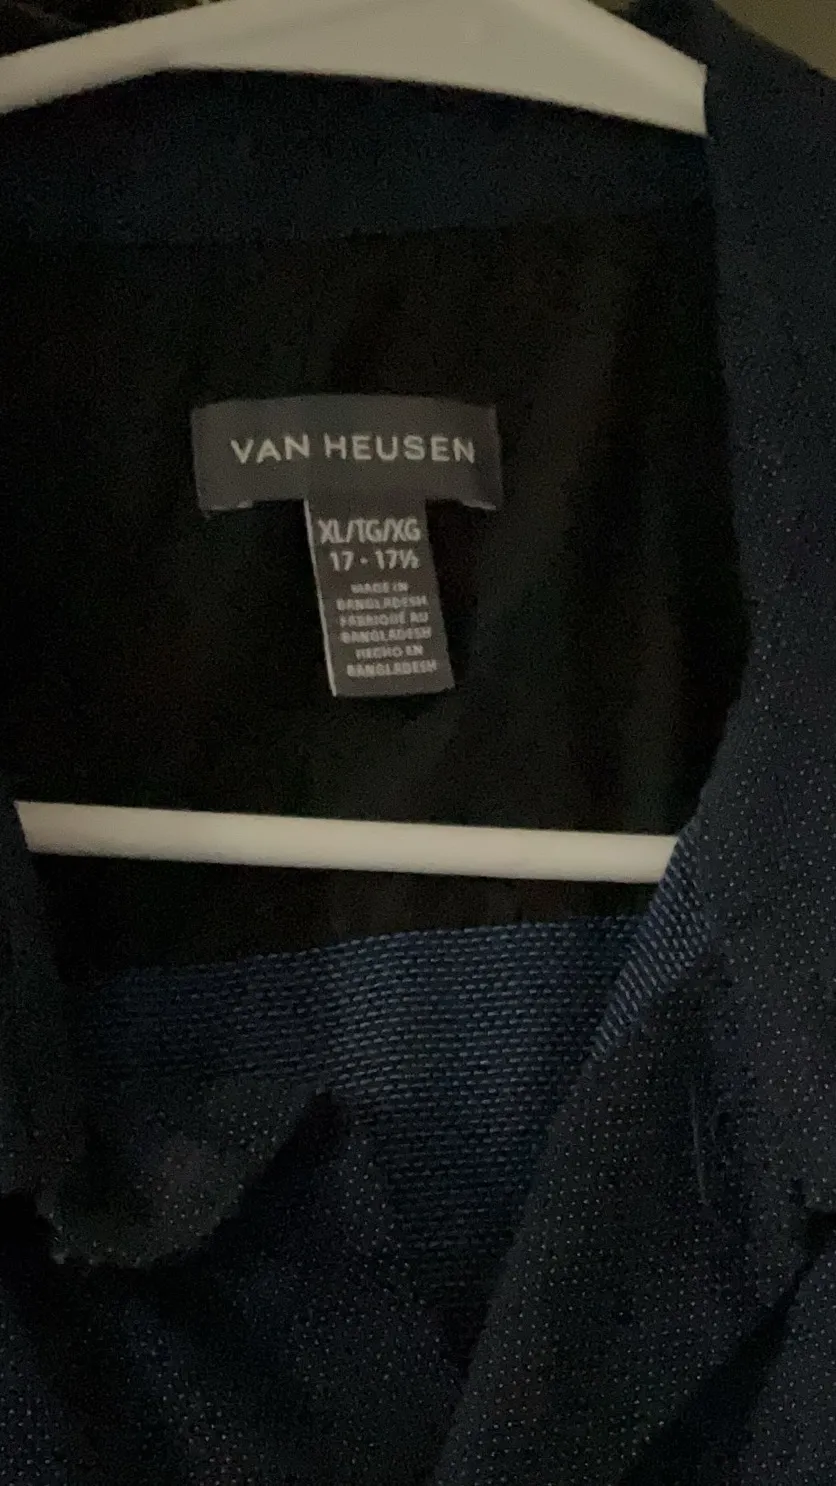 VAN HEUSEN
XL/TG/XG
17 - 17½
MADE IN
BANGLADESH
FABRIQUÉ AU
BANGLADESH
HECHO EN
BANGLADESH